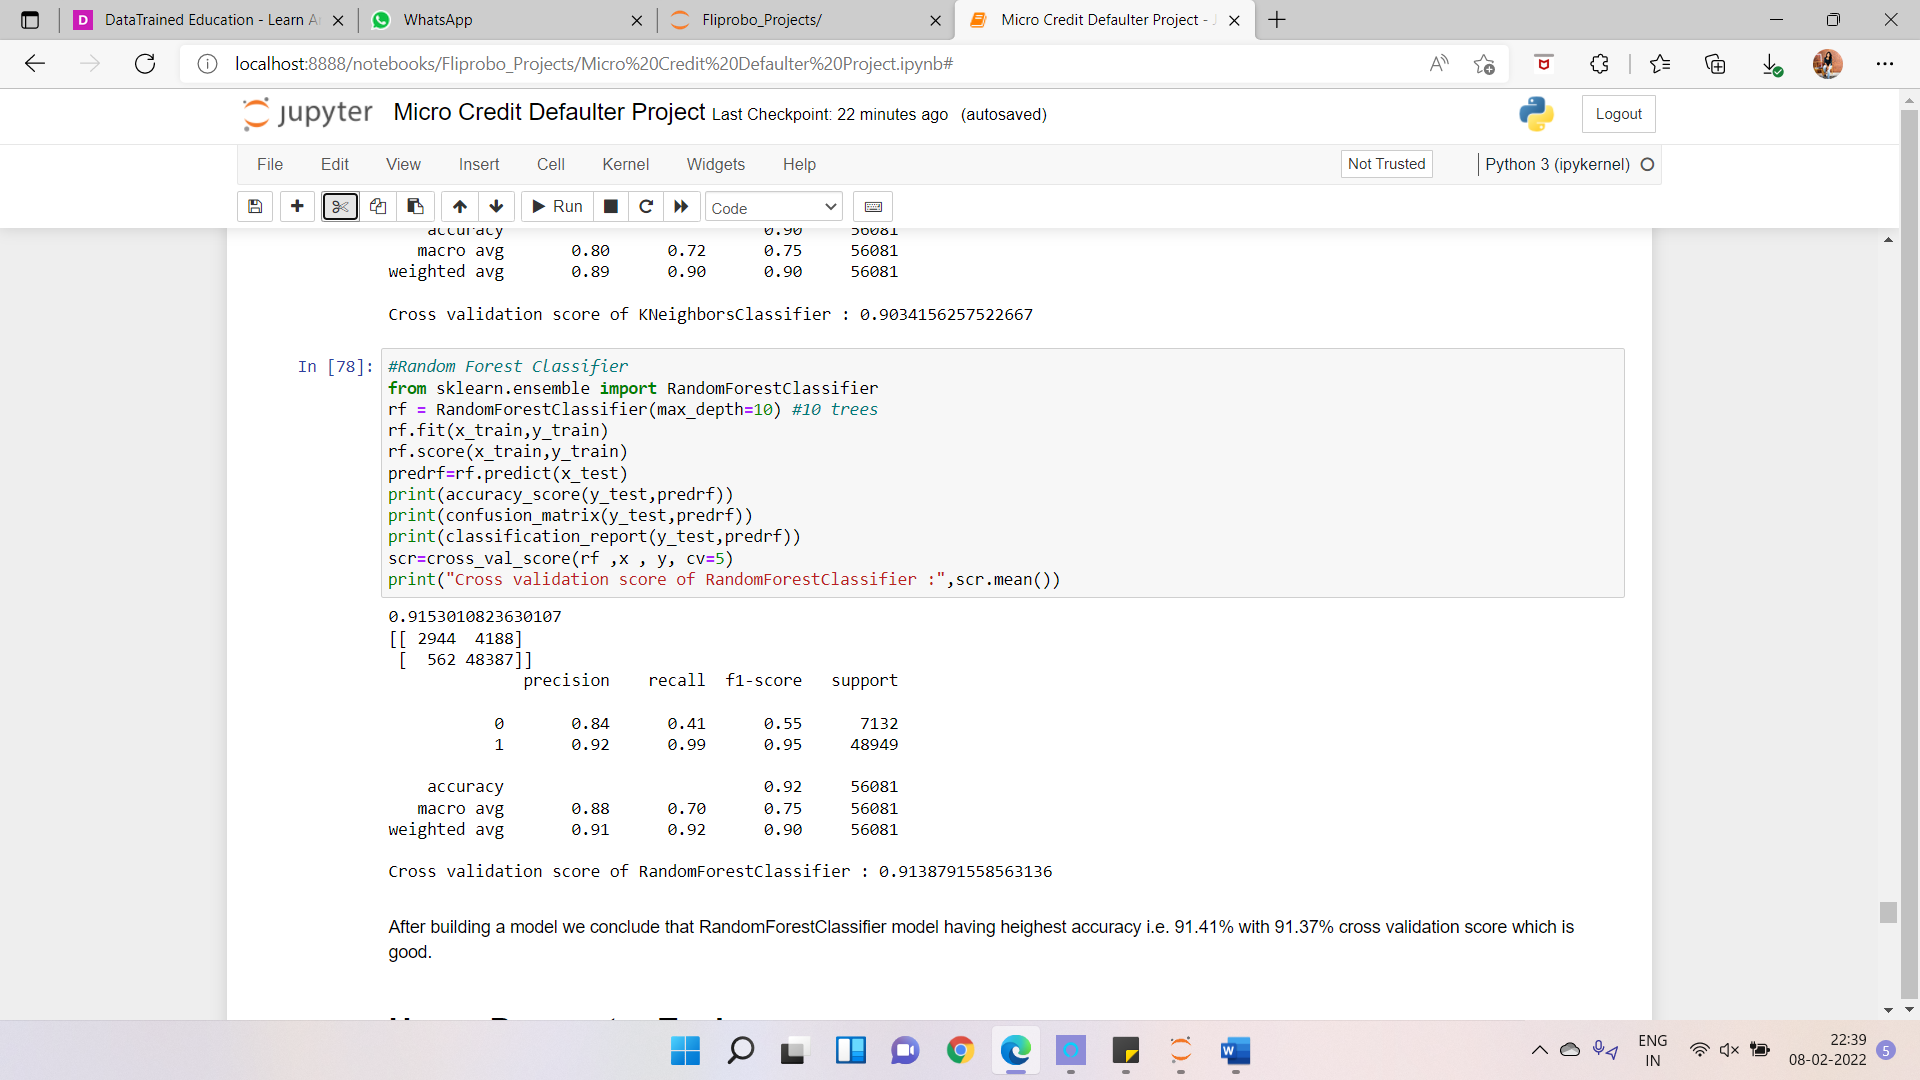 DataTrained Education - Learn A
WhatsApp
Fliprobo_Projects/
Micro Credit Defaulter Project - J
localhost:8888/notebooks/Fliprobo_Projects/Micro%20Credit%20Defaulter%20Project.ipynb#
jupyter Micro Credit Defaulter Project Last Checkpoint: 22 minutes ago (autosaved)
Logout
File Edit View Insert Cell Kernel Widgets Help
Not Trusted
Python 3 (ipykernel)
Run
Code
accuracy 0.90 56081
macro avg 0.80 0.72 0.75 56081
weighted avg 0.89 0.90 0.90 56081
Cross validation score of KNeighborsClassifier : 0.9034156257522667
In [78]:
#Random Forest Classifier
from sklearn.ensemble import RandomForestClassifier
rf = RandomForestClassifier(max_depth=10) #10 trees
rf.fit(x_train,y_train)
rf.score(x_train,y_train)
predrf=rf.predict(x_test)
print(accuracy_score(y_test,predrf))
print(confusion_matrix(y_test,predrf))
print(classification_report(y_test,predrf))
scr=cross_val_score(rf ,x , y, cv=5)
print("Cross validation score of RandomForestClassifier :",scr.mean())
0.9153010823630107
[[ 2944 4188]
[ 562 48387]]
precision recall f1-score support
0 0.84 0.41 0.55 7132
1 0.92 0.99 0.95 48949
accuracy 0.92 56081
macro avg 0.88 0.70 0.75 56081
weighted avg 0.91 0.92 0.90 56081
Cross validation score of RandomForestClassifier : 0.9138791558563136
After building a model we conclude that RandomForestClassifier model having heighest accuracy i.e. 91.41% with 91.37% cross validation score which is
good.
ENG
IN
22:39
08-02-2022
5